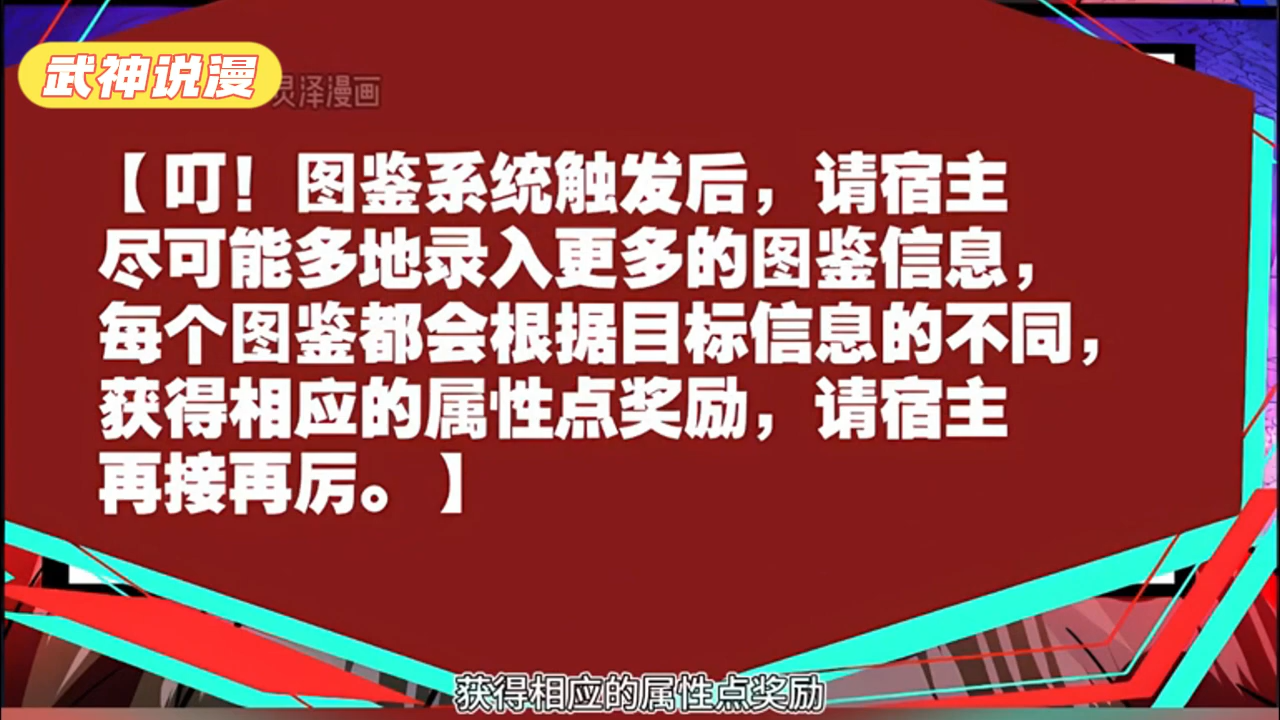 武神说漫
灵泽漫画
【叮！图鉴系统触发后，请宿主
尽可能多地录入更多的图鉴信息，
每个图鉴都会根据目标信息的不同，
获得相应的属性点奖励，请宿主
再接再厉。】
获得相应的属性点奖励